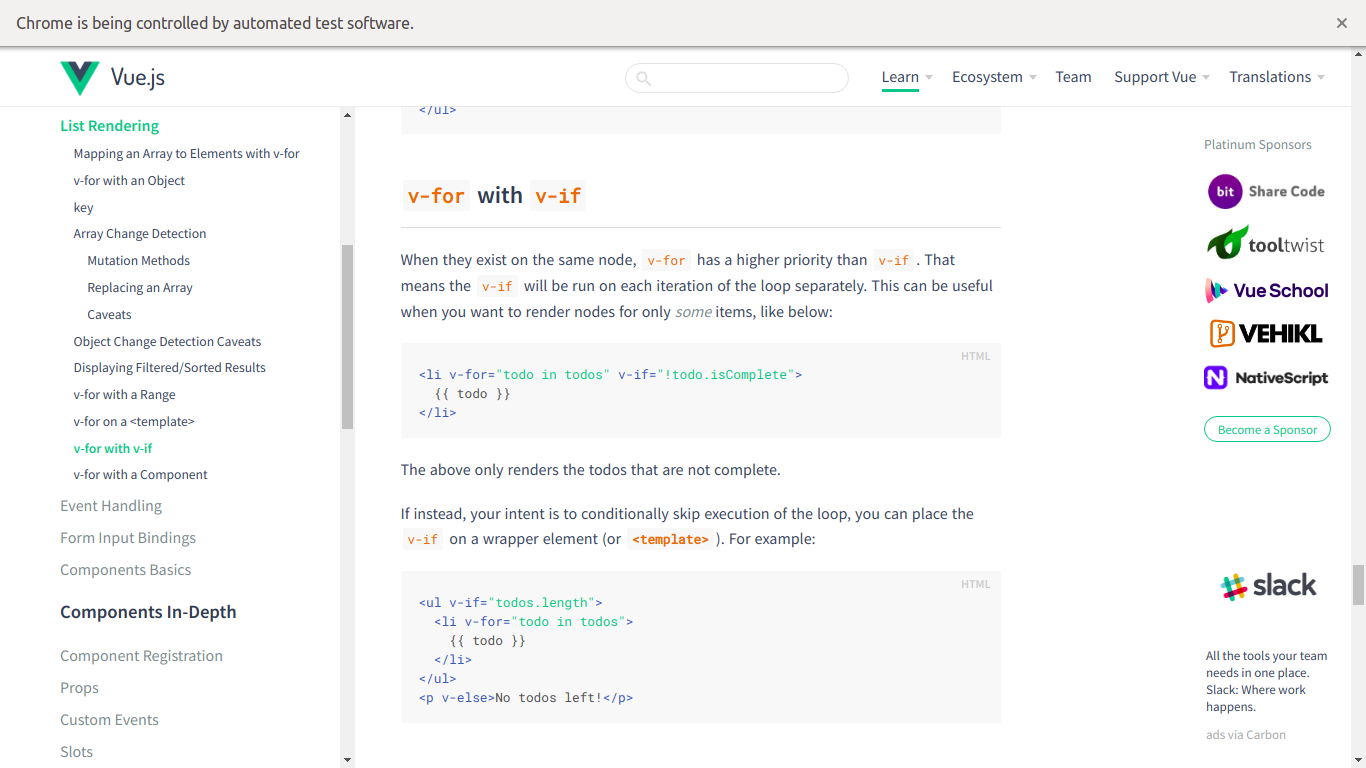 Chrome is being controlled by automated test software.
Vue.js
Learn
Ecosystem
Team
Support Vue
Translations
List Rendering
Mapping an Array to Elements with v-for
v-for with an Object
key
Array Change Detection
Mutation Methods
Replacing an Array
Caveats
Object Change Detection Caveats
Displaying Filtered/Sorted Results
v-for with a Range
v-for on a <template>
v-for with v-if
v-for with a Component
Event Handling
Form Input Bindings
Components Basics
Components In-Depth
Component Registration
Props
Custom Events
Slots
</ul>
v-for with v-if
When they exist on the same node, v-for has a higher priority than v-if . That
means the v-if will be run on each iteration of the loop separately. This can be useful
when you want to render nodes for only some items, like below:
HTML
<li v-for="todo in todos" v-if="!todo.isComplete">
{{ todo }}
</li>
The above only renders the todos that are not complete.
If instead, your intent is to conditionally skip execution of the loop, you can place the
v-if on a wrapper element (or <template> ). For example:
HTML
<ul v-if="todos.length">
<li v-for="todo in todos">
{{ todo }}
</li>
</ul>
<p v-else>No todos left!</p>
Platinum Sponsors
bit Share Code
tooltwist
Vue School
VEHIKL
NativeScript
Become a Sponsor
slack
All the tools your team
needs in one place.
Slack: Where work
happens.
ads via Carbon